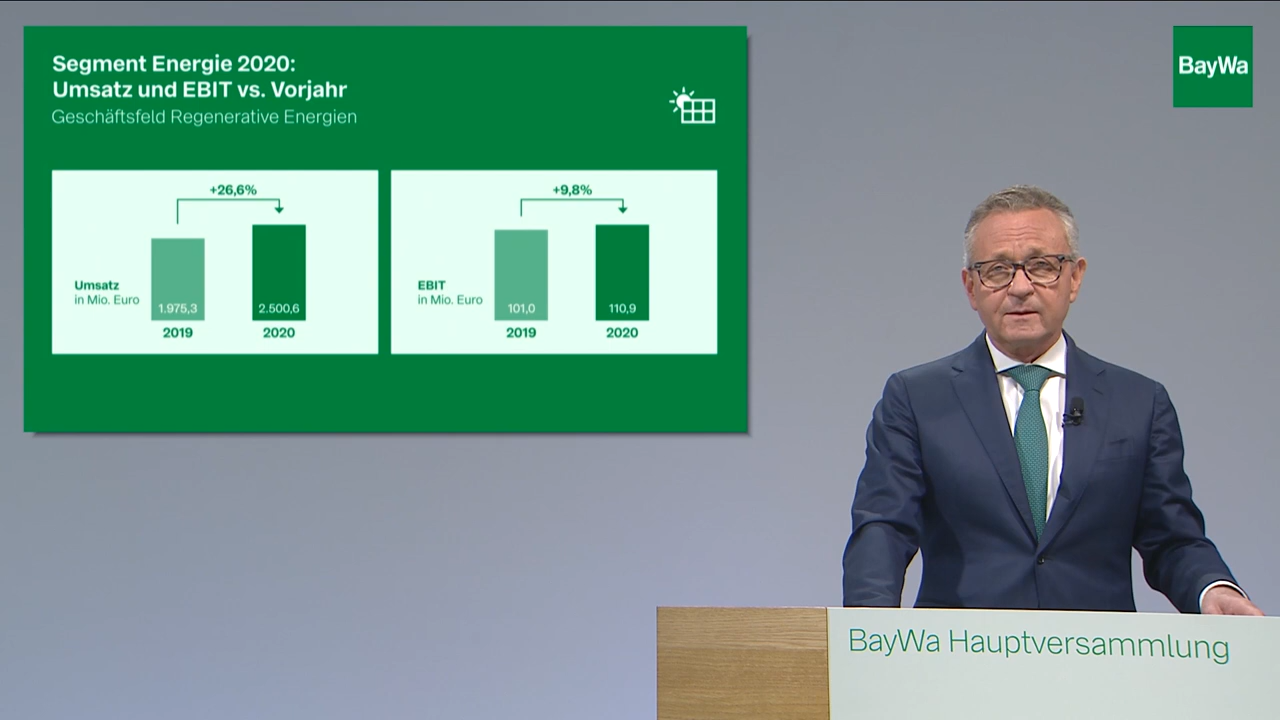 Segment Energie 2020:
Umsatz und EBIT vs. Vorjahr
Geschäftsfeld Regenerative Energien
+26,6%
Umsatz
in Mio. Euro
1.975,3
2.500,6
2019
2020
+9,8%
EBIT
in Mio. Euro
101,0
110,9
2019
2020
BayWa
BayWa Hauptversammlung